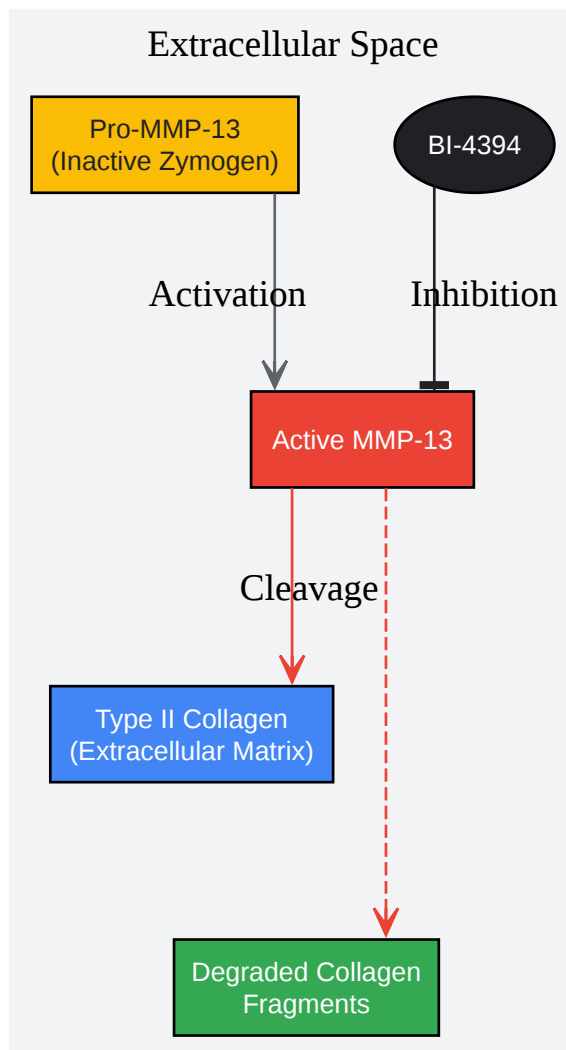 Extracellular Space
Pro-MMP-13
(Inactive Zymogen)
BI-4394
Activation
Inhibition
Active MMP-13
Cleavage
Type II Collagen
(Extracellular Matrix)
Degraded Collagen
Fragments